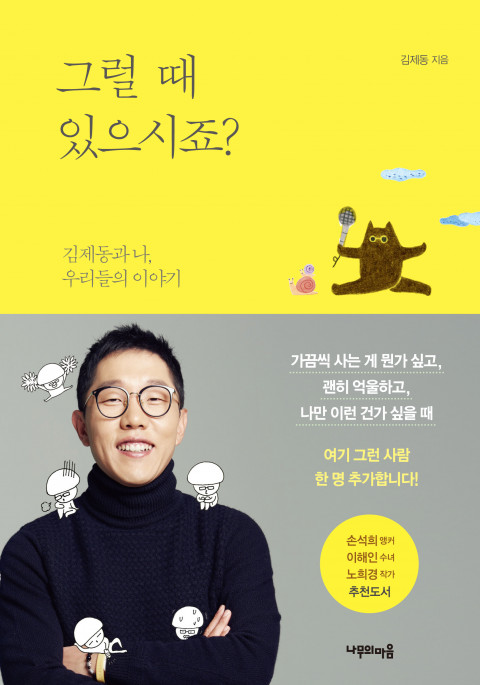 김제동 지음
그럴 때
있으시죠?
김제동과 나,
우리들의 이야기
가끔씩 사는 게 뭔가 싶고,
괜히 억울하고,
나만 이런 건가 싶을 때
여기 그런 사람
한 명 추가합니다!
손석희 앵커
이해인 수녀
노희경 작가
추천도서
나무의마음